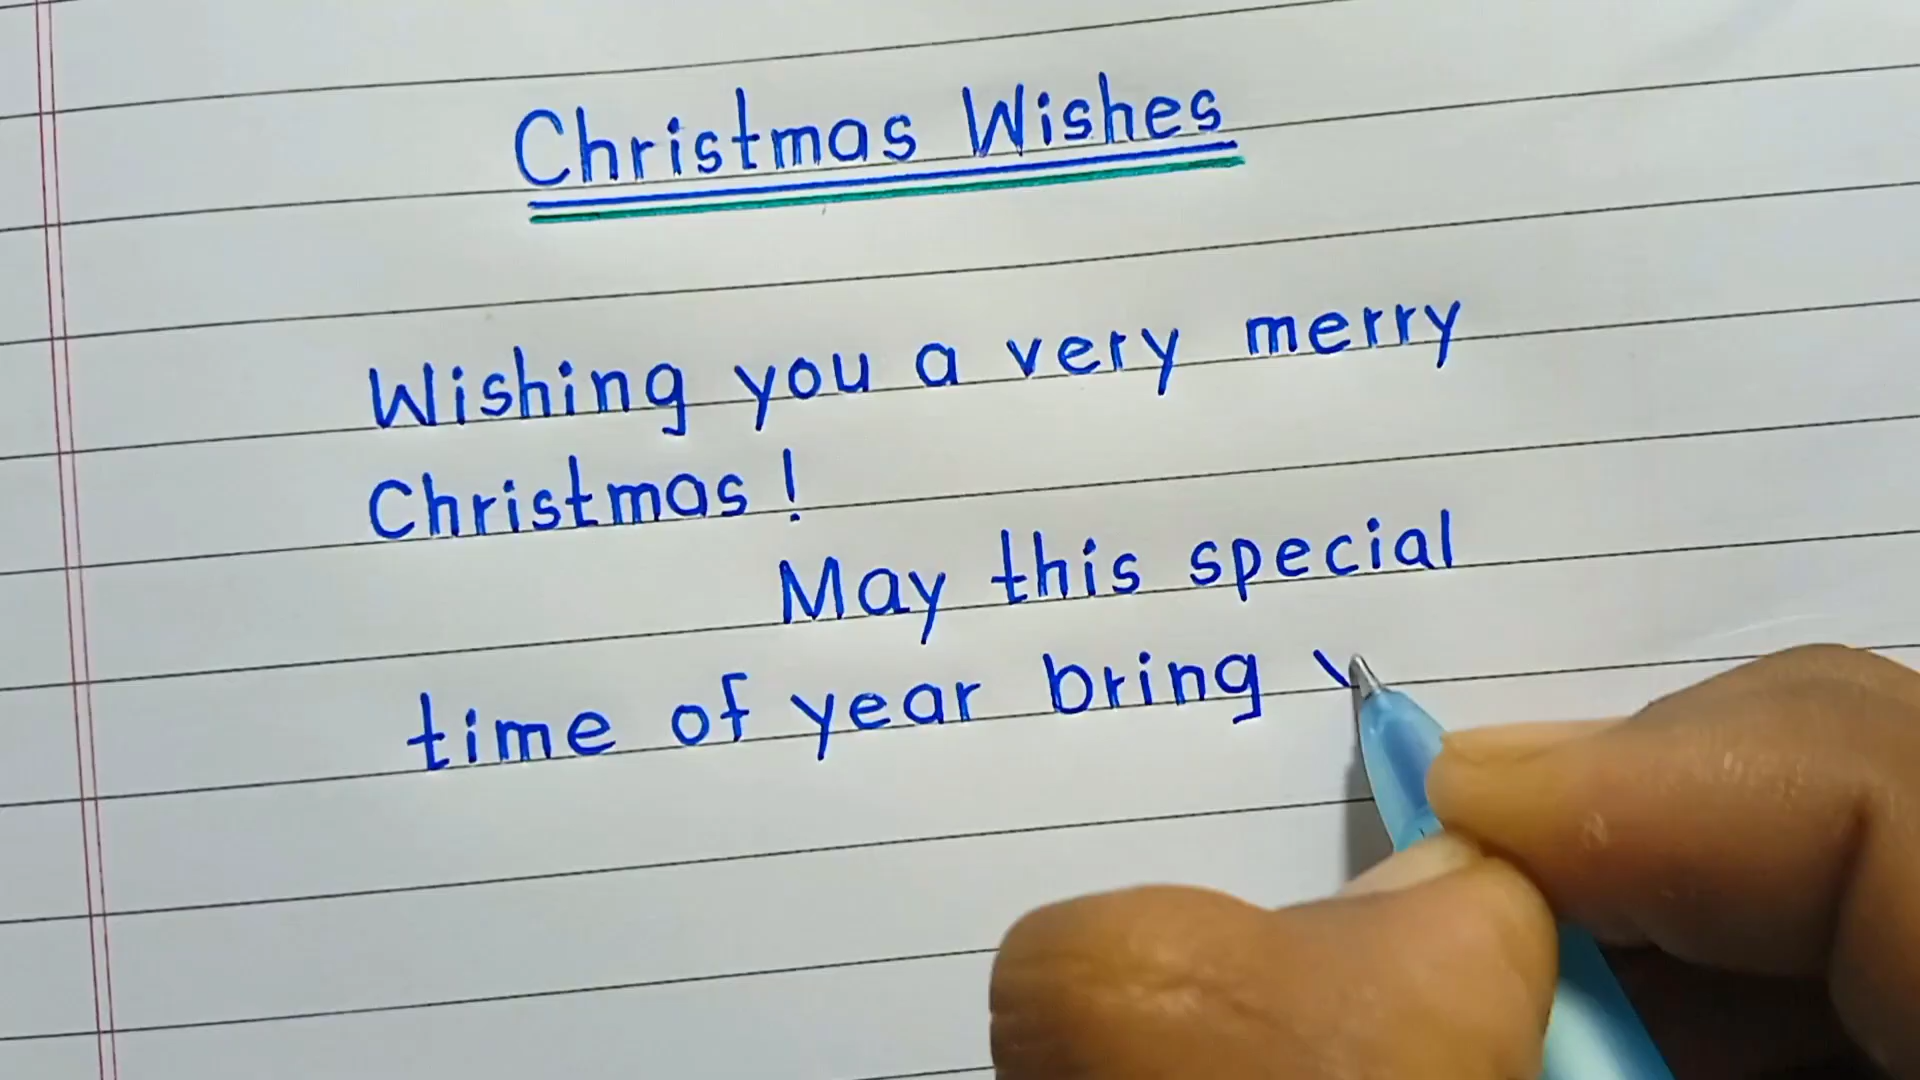 Christmas Wishes
Wishing you a very merry
Christmas!
May this special
time of year bring